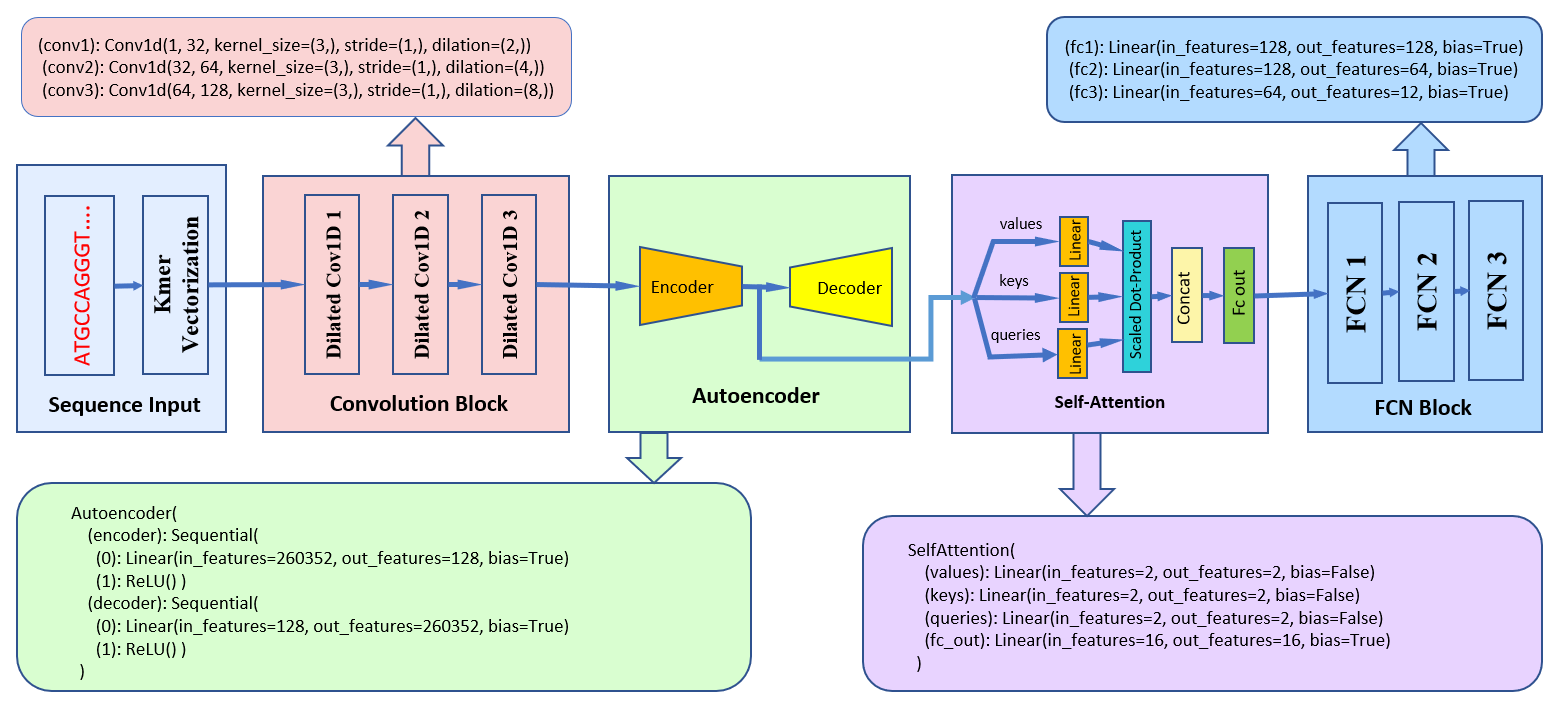 (conv1): Conv1d(1, 32, kernel_size=(3,), stride=(1,), dilation=(2,))
(conv2): Conv1d(32, 64, kernel_size=(3,), stride=(1,), dilation=(4,))
(conv3): Conv1d(64, 128, kernel_size=(3,), stride=(1,), dilation=(8,))
(fc1): Linear(in_features=128, out_features=128, bias=True)
(fc2): Linear(in_features=128, out_features=64, bias=True)
(fc3): Linear(in_features=64, out_features=12, bias=True)
ATGCCAGGGT....
Kmer
Vectorization
Sequence Input
Dilated Cov1D 1
Dilated Cov1D 2
Dilated Cov1D 3
Convolution Block
Encoder
Decoder
Autoencoder
values
keys
queries
Linear
Linear
Linear
Scaled Dot-Product
Concat
Fc out
Self-Attention
FCN 1
FCN 2
FCN 3
FCN Block
Autoencoder(
(encoder): Sequential(
(0): Linear(in_features=260352, out_features=128, bias=True)
(1): ReLU() )
(decoder): Sequential(
(0): Linear(in_features=128, out_features=260352, bias=True)
(1): ReLU() )
)
SelfAttention(
(values): Linear(in_features=2, out_features=2, bias=False)
(keys): Linear(in_features=2, out_features=2, bias=False)
(queries): Linear(in_features=2, out_features=2, bias=False)
(fc_out): Linear(in_features=16, out_features=16, bias=True)
)